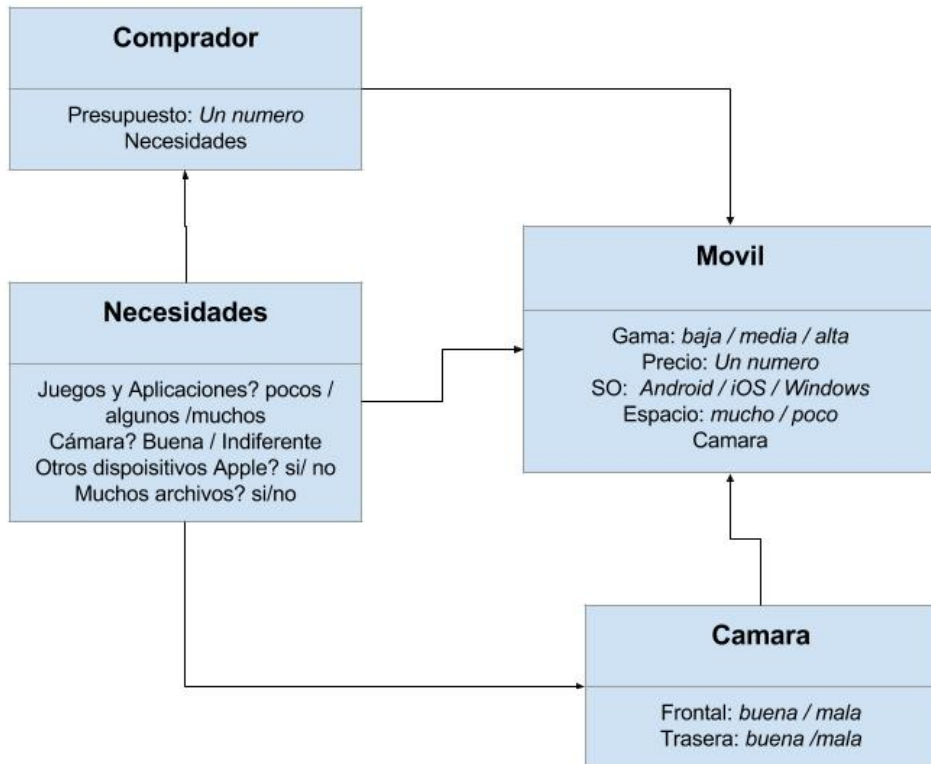 Comprador
Presupuesto: Un numero
Necesidades
Movil
Gama: baja / media / alta
Precio: Un numero
SO: Android / iOS / Windows
Espacio: mucho / poco
Camara
Necesidades
Juegos y Aplicaciones? pocos /
algunos /muchos
Cámara? Buena / Indiferente
Otros dispoisitivos Apple? si/ no
Muchos archivos? si/no
Camara
Frontal: buena / mala
Trasera: buena /mala